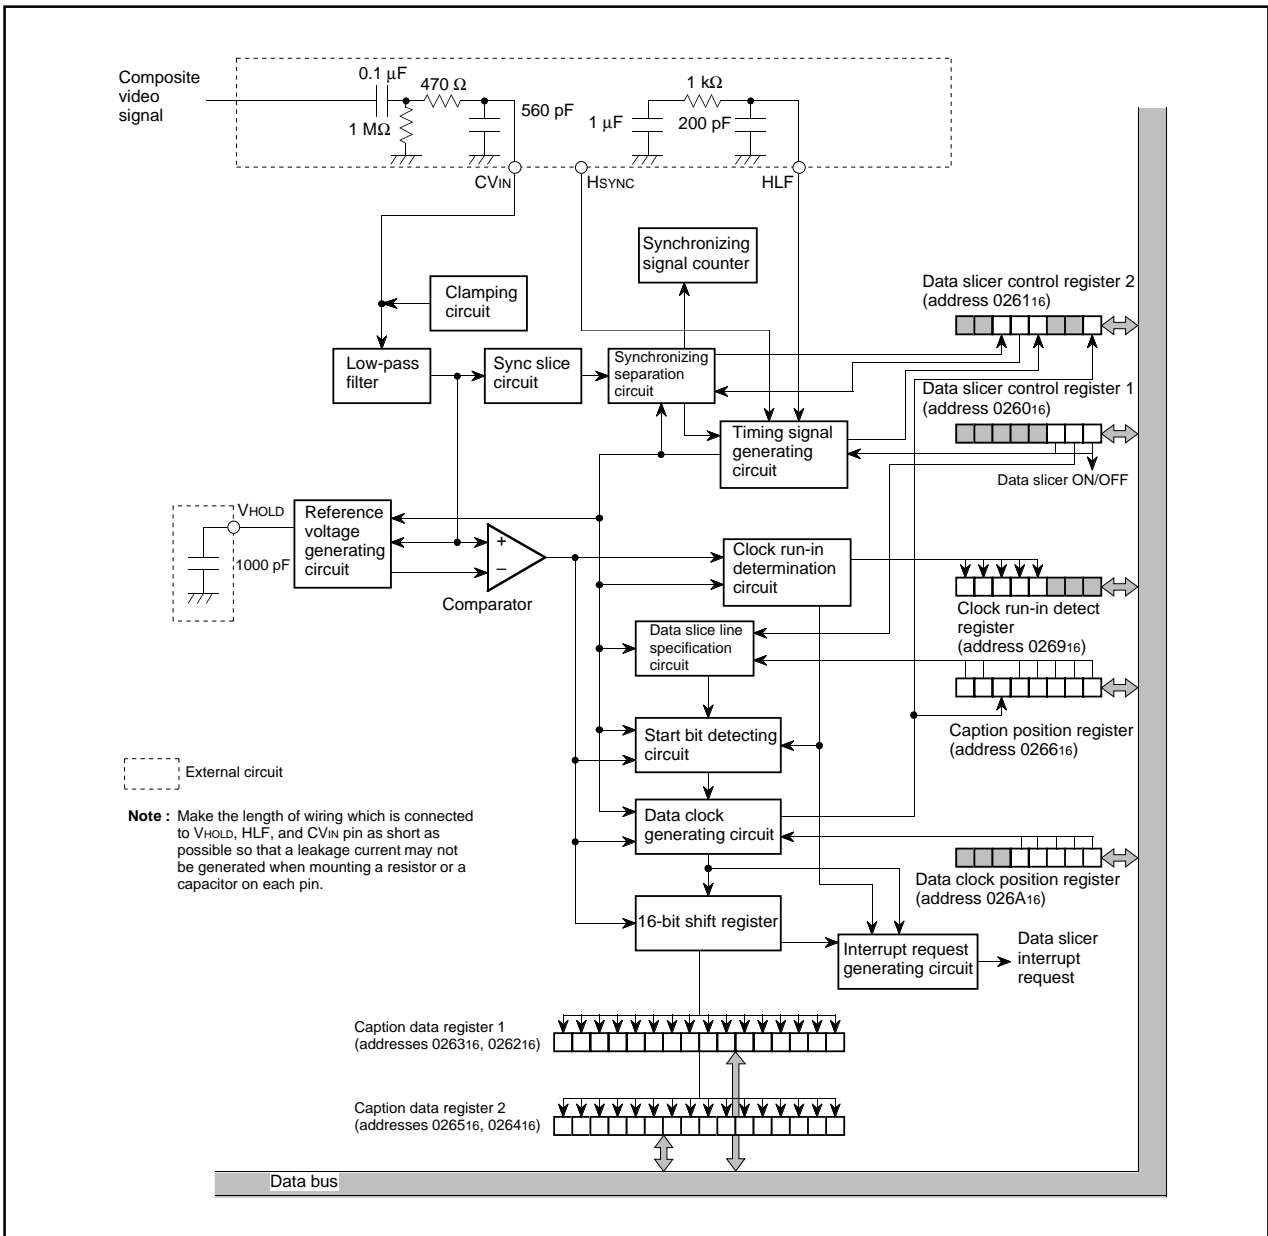 Composite
video
signal
0.1 µF
470 Ω
1 MΩ
560 pF
1 kΩ
1 µF
200 pF
CVIN
HSYNC
HLF
Synchronizing
signal counter
Clamping
circuit
Data slicer control register 2
(address 026116)
Low-pass
filter
Sync slice
circuit
Synchronizing
separation
circuit
Data slicer control register 1
(address 026016)
Timing signal
generating
circuit
Data slicer ON/OFF
VHOLD
1000 pF
Reference
voltage
generating
circuit
+
–
Comparator
Clock run-in
determination
circuit
Clock run-in detect
register
(address 026916)
Data slice line
specification
circuit
Caption position register
(address 026616)
Start bit detecting
circuit
External circuit
Note : Make the length of wiring which is connected
to VHOLD, HLF, and CVIN pin as short as
possible so that a leakage current may not
be generated when mounting a resistor or a
capacitor on each pin.
Data clock
generating circuit
Data clock position register
(address 026A16)
16-bit shift register
Interrupt request
generating circuit
Data slicer
interrupt
request
Caption data register 1
(addresses 026316, 026216)
Caption data register 2
(addresses 026516, 026416)
Data bus